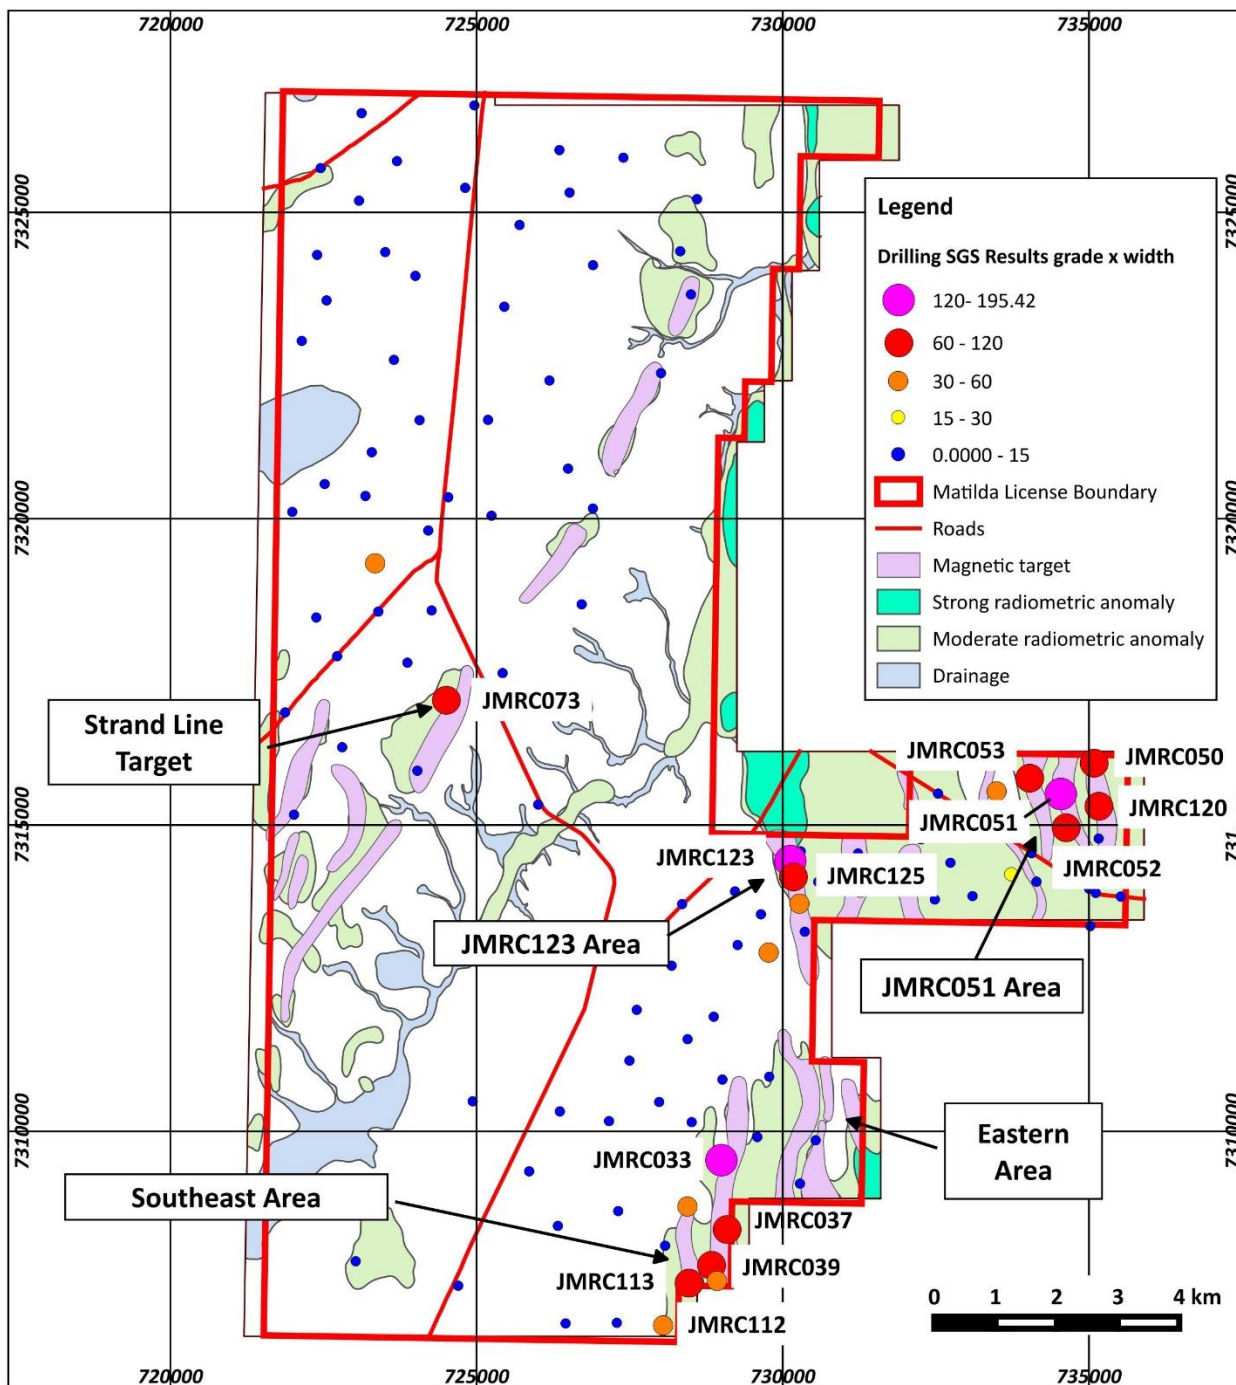 720000
725000
730000
735000
7325000
7325000
Legend
Drilling SGS Results grade x width
120- 195.42
60 - 120
30 - 60
15 - 30
0.0000 - 15
Matilda License Boundary
Roads
Magnetic target
Strong radiometric anomaly
Moderate radiometric anomaly
Drainage
7320000
7320000
JMRC073
Strand Line
Target
JMRC053
JMRC050
JMRC051
JMRC120
7315000
JMRC123
JMRC125
JMRC052
JMRC123 Area
JMRC051 Area
7310000
7310000
Eastern
Area
JMRC033
Southeast Area
JMRC037
JMRC113
JMRC039
JMRC112
0 1 2 3 4 km
720000
725000
730000
735000